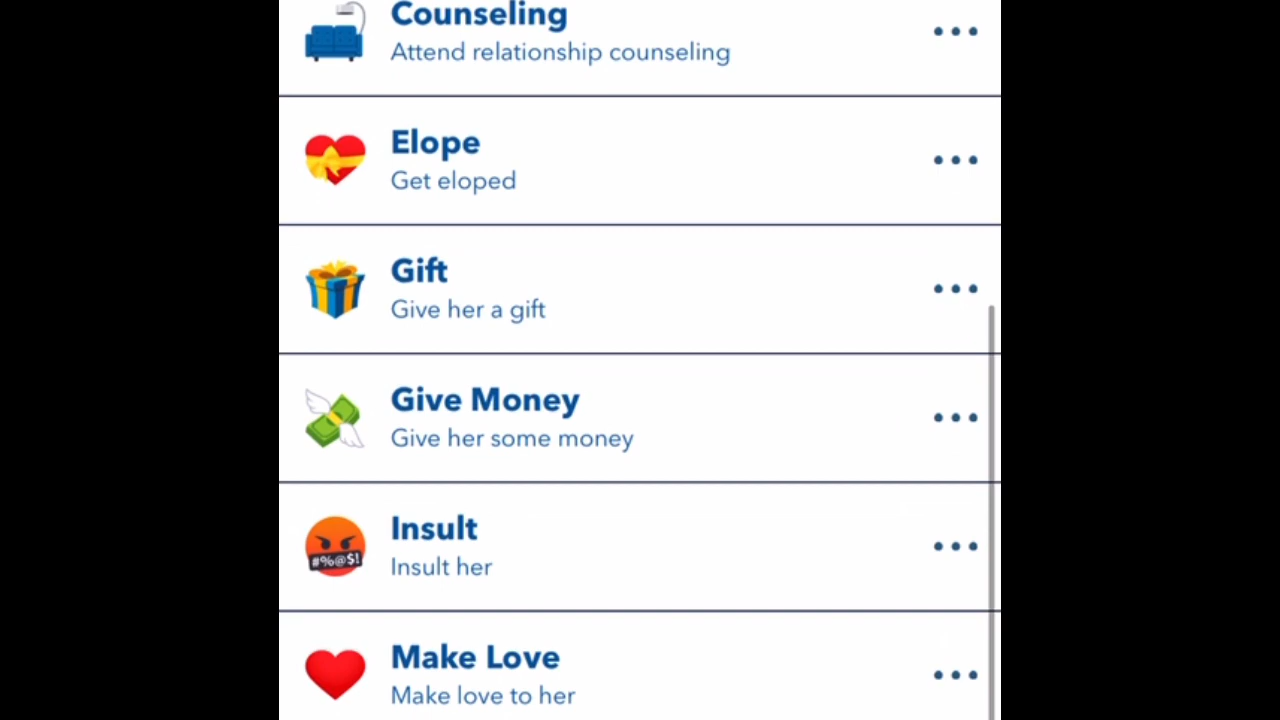 Counseling
Attend relationship counseling
Elope
Get eloped
Gift
Give her a gift
Give Money
Give her some money
#%@$!
Insult
Insult her
Make Love
Make love to her